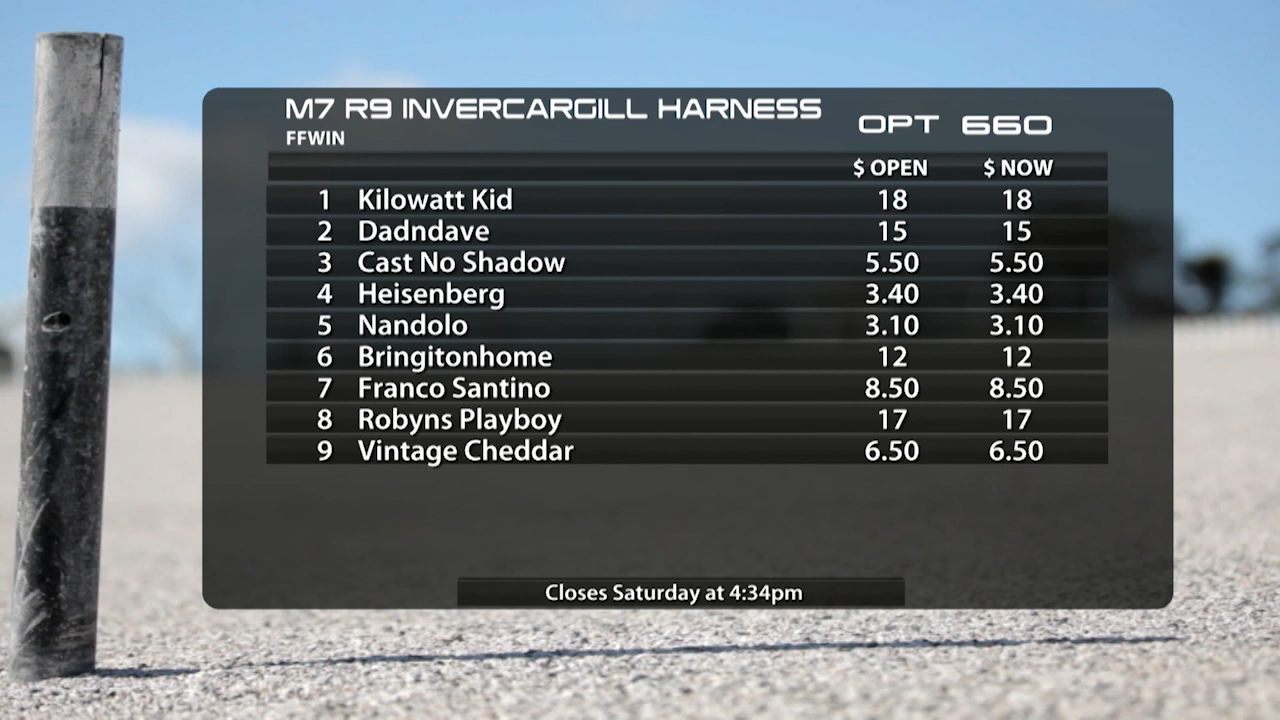 M7 R9 INVERCARGILL HARNESS OPT 660
FFWIN
$ OPEN $ NOW
1 Kilowatt Kid 18 18
2 Dadndave 15 15
3 Cast No Shadow 5.50 5.50
4 Heisenberg 3.40 3.40
5 Nandolo 3.10 3.10
6 Bringitonhome 12 12
7 Franco Santino 8.50 8.50
8 Robyns Playboy 17 17
9 Vintage Cheddar 6.50 6.50
Closes Saturday at 4:34pm